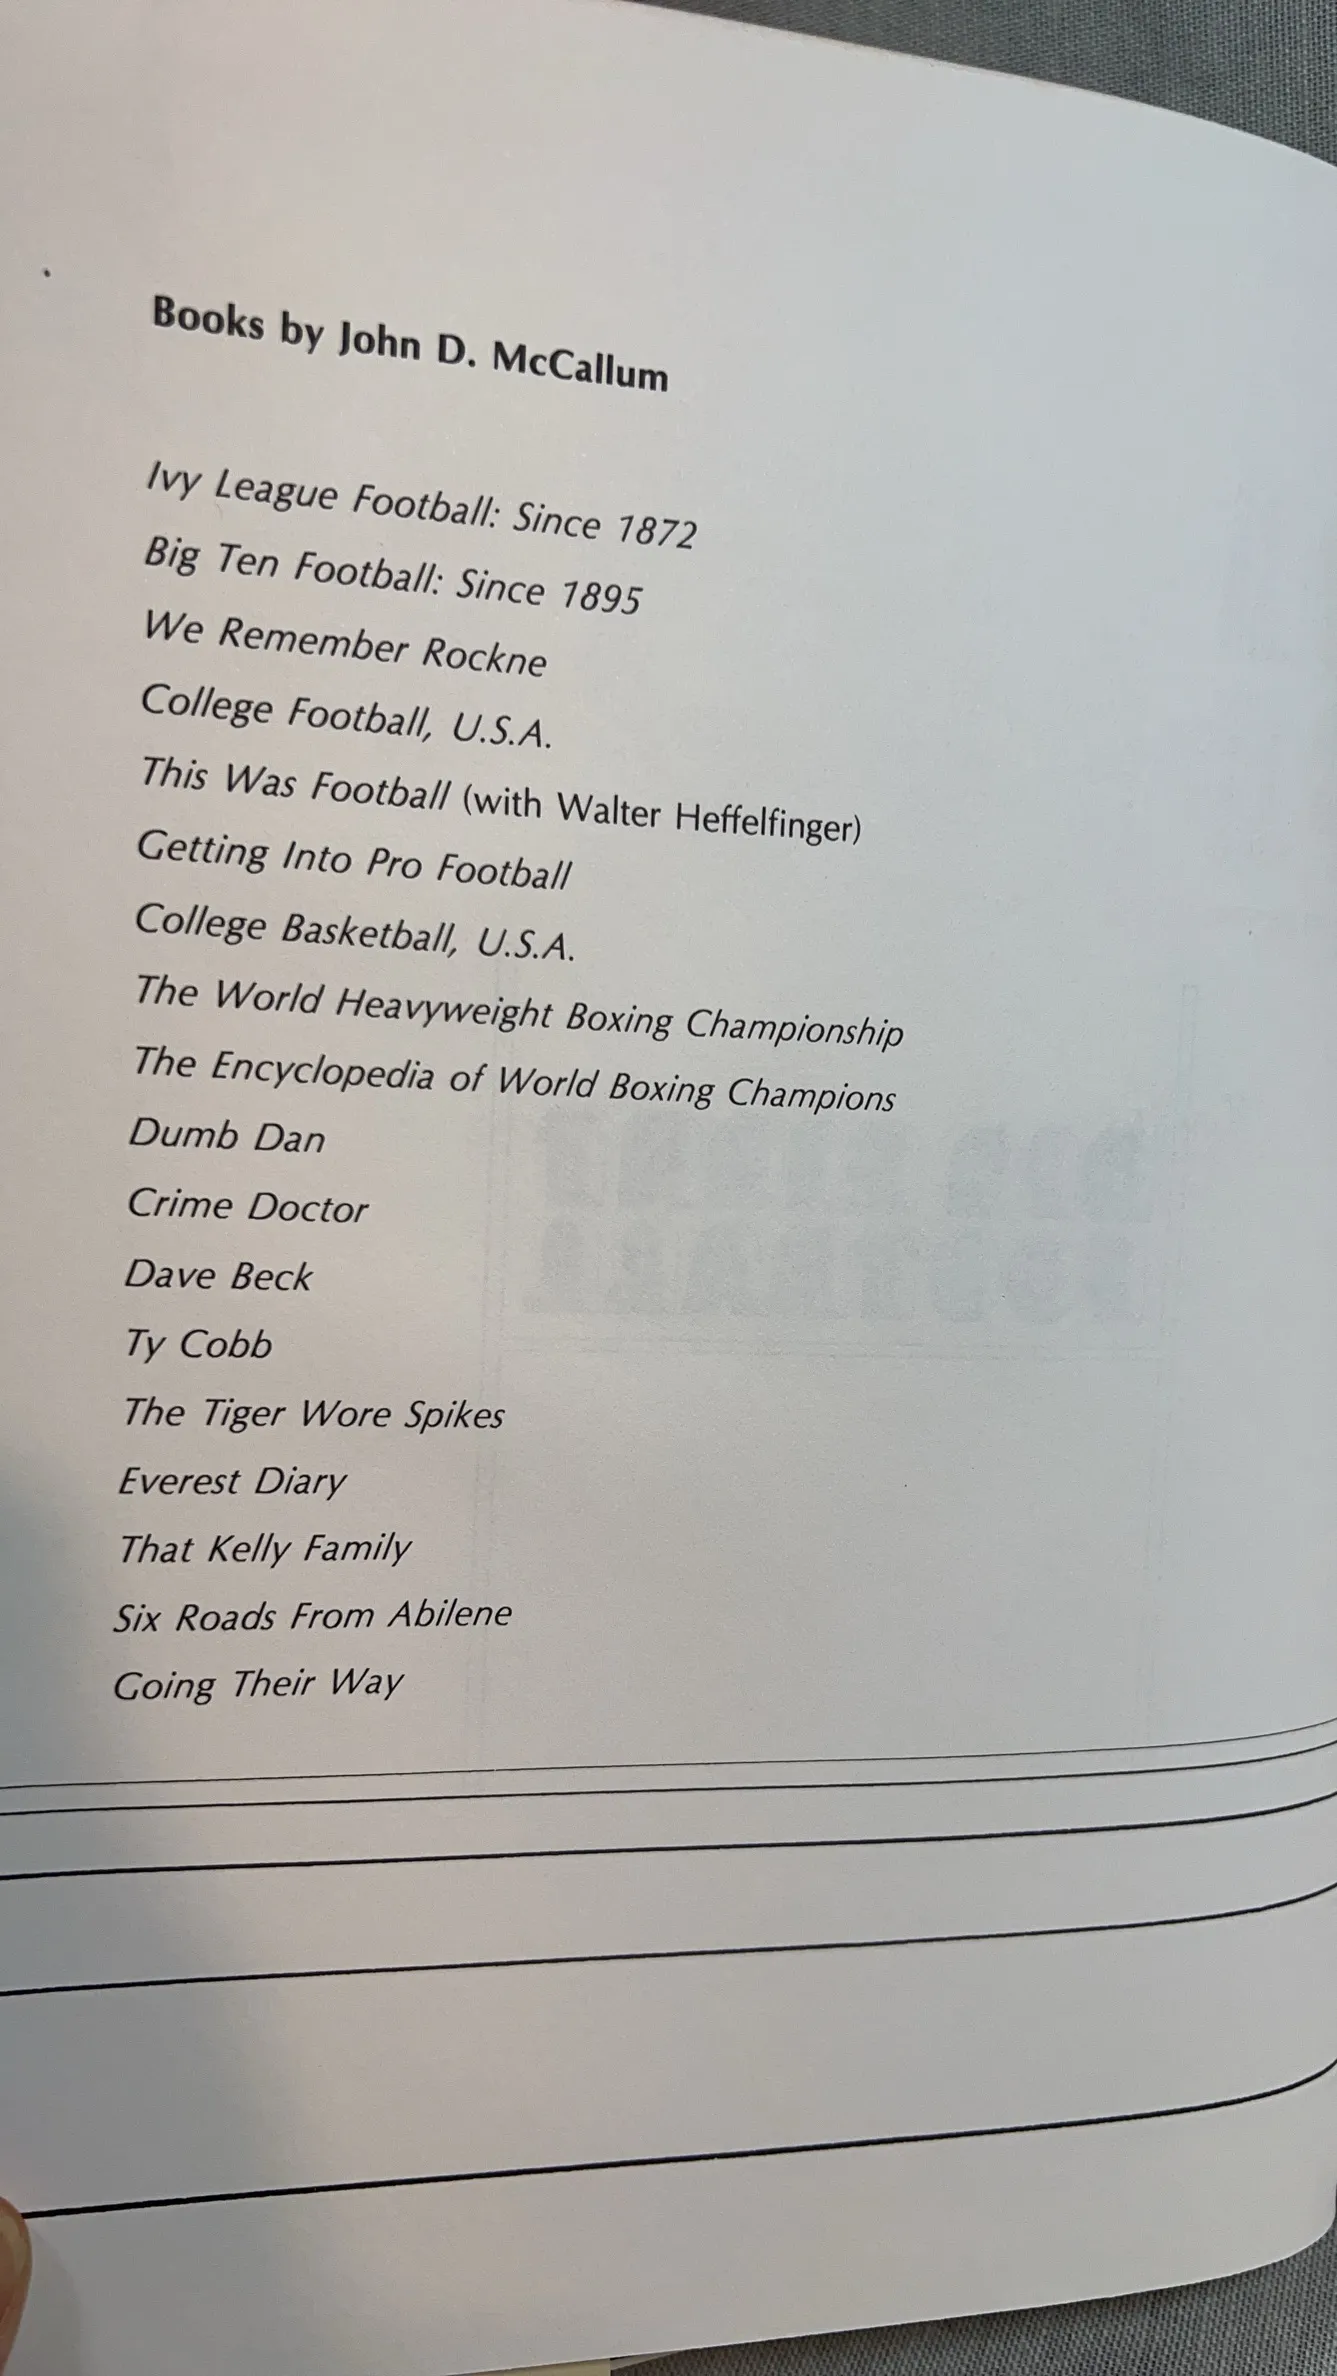 Books by John D. McCallum
Ivy League Football: Since 1872
Big Ten Football: Since 1895
We Remember Rockne
College Football, U.S.A.
This Was Football (with Walter Heffelfinger)
Getting Into Pro Football
College Basketball, U.S.A.
The World Heavyweight Boxing Championship
The Encyclopedia of World Boxing Champions
Dumb Dan
Crime Doctor
Dave Beck
Ty Cobb
The Tiger Wore Spikes
Everest Diary
That Kelly Family
Six Roads From Abilene
Going Their Way